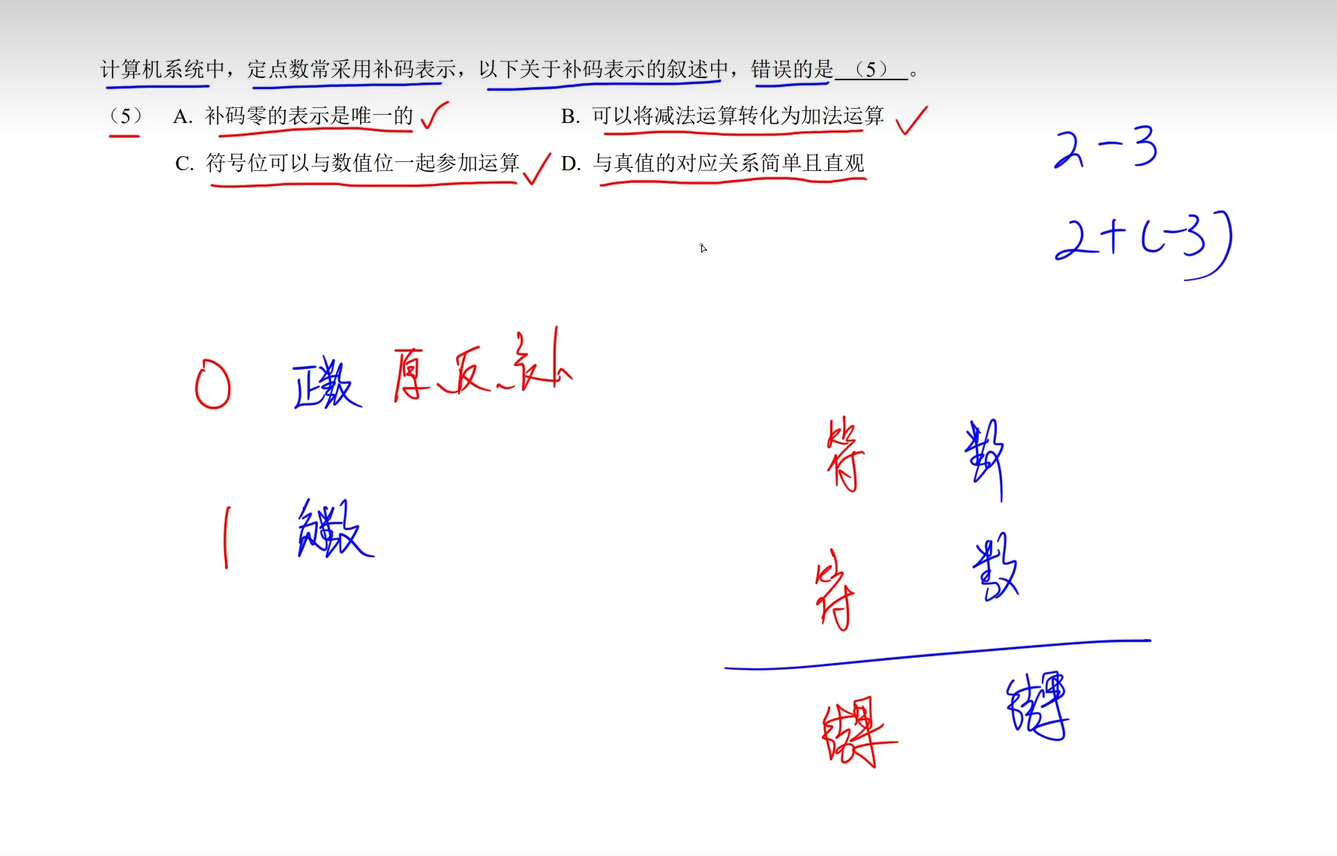 计算机系统中，定点数常采用补码表示，以下关于补码表示的叙述中，错误的是 （5） 。
（5） A. 补码零的表示是唯一的 B. 可以将减法运算转化为加法运算
C. 符号位可以与数值位一起参加运算 D. 与真值的对应关系简单且直观
2-3
2+(-3)
0 正数 原、反、补
1 负数
符 数
符 数
结果 结果